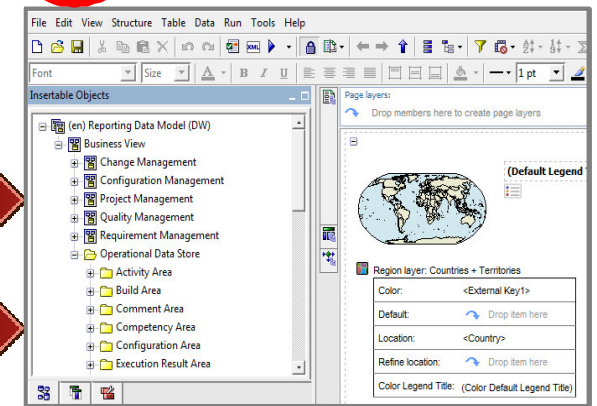 File Edit View Structure Table Data Run Tools Help
Font Size A B I U 1 pt
Insertable Objects
(en) Reporting Data Model (DW)
Business View
Change Management
Configuration Management
Project Management
Quality Management
Requirement Management
Operational Data Store
Activity Area
Build Area
Comment Area
Competency Area
Configuration Area
Execution Result Area
Page layers:
Drop members here to create page layers
(Default Legend
Region layer: Countries + Territories
Color: <External Key1>
Default: Drop item here
Location: <Country>
Refine location: Drop item here
Color Legend Title: (Color Default Legend Title)